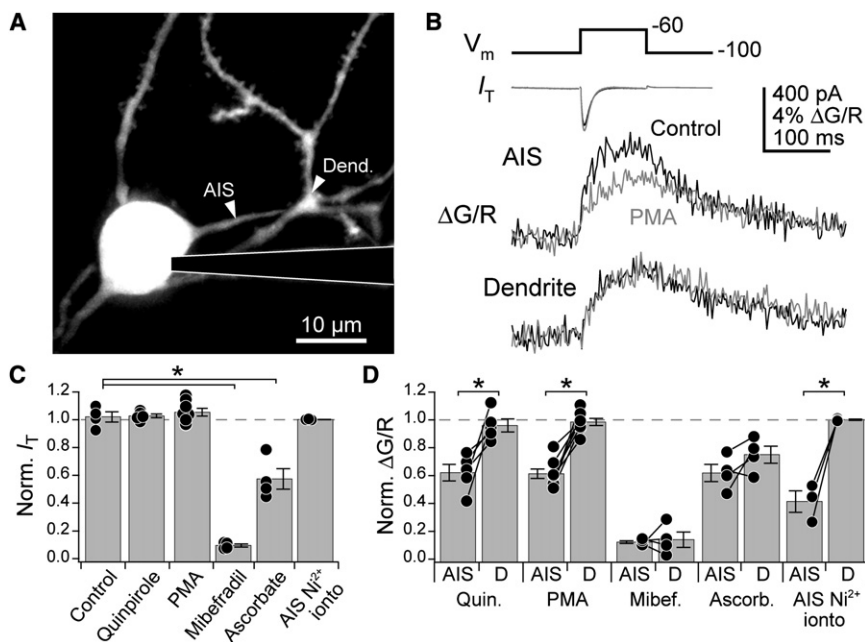 A
AIS
Dend.
10 μm
B
Vm
-60
-100
IT
400 pA
4% ΔG/R
100 ms
AIS
Control
ΔG/R
PMA
Dendrite
C
*
Norm. IT
1.2
1.0
0.8
0.6
0.4
0.2
0.0
Control
Quinpirole
PMA
Mibefradil
Ascorbate
AIS Ni²⁺
ionto
D
* * *
Norm. ΔG/R
1.2
1.0
0.8
0.6
0.4
0.2
0.0
AIS D AIS D AIS D AIS D AIS D
Quin. PMA Mibef. Ascorb. AIS Ni²⁺
ionto